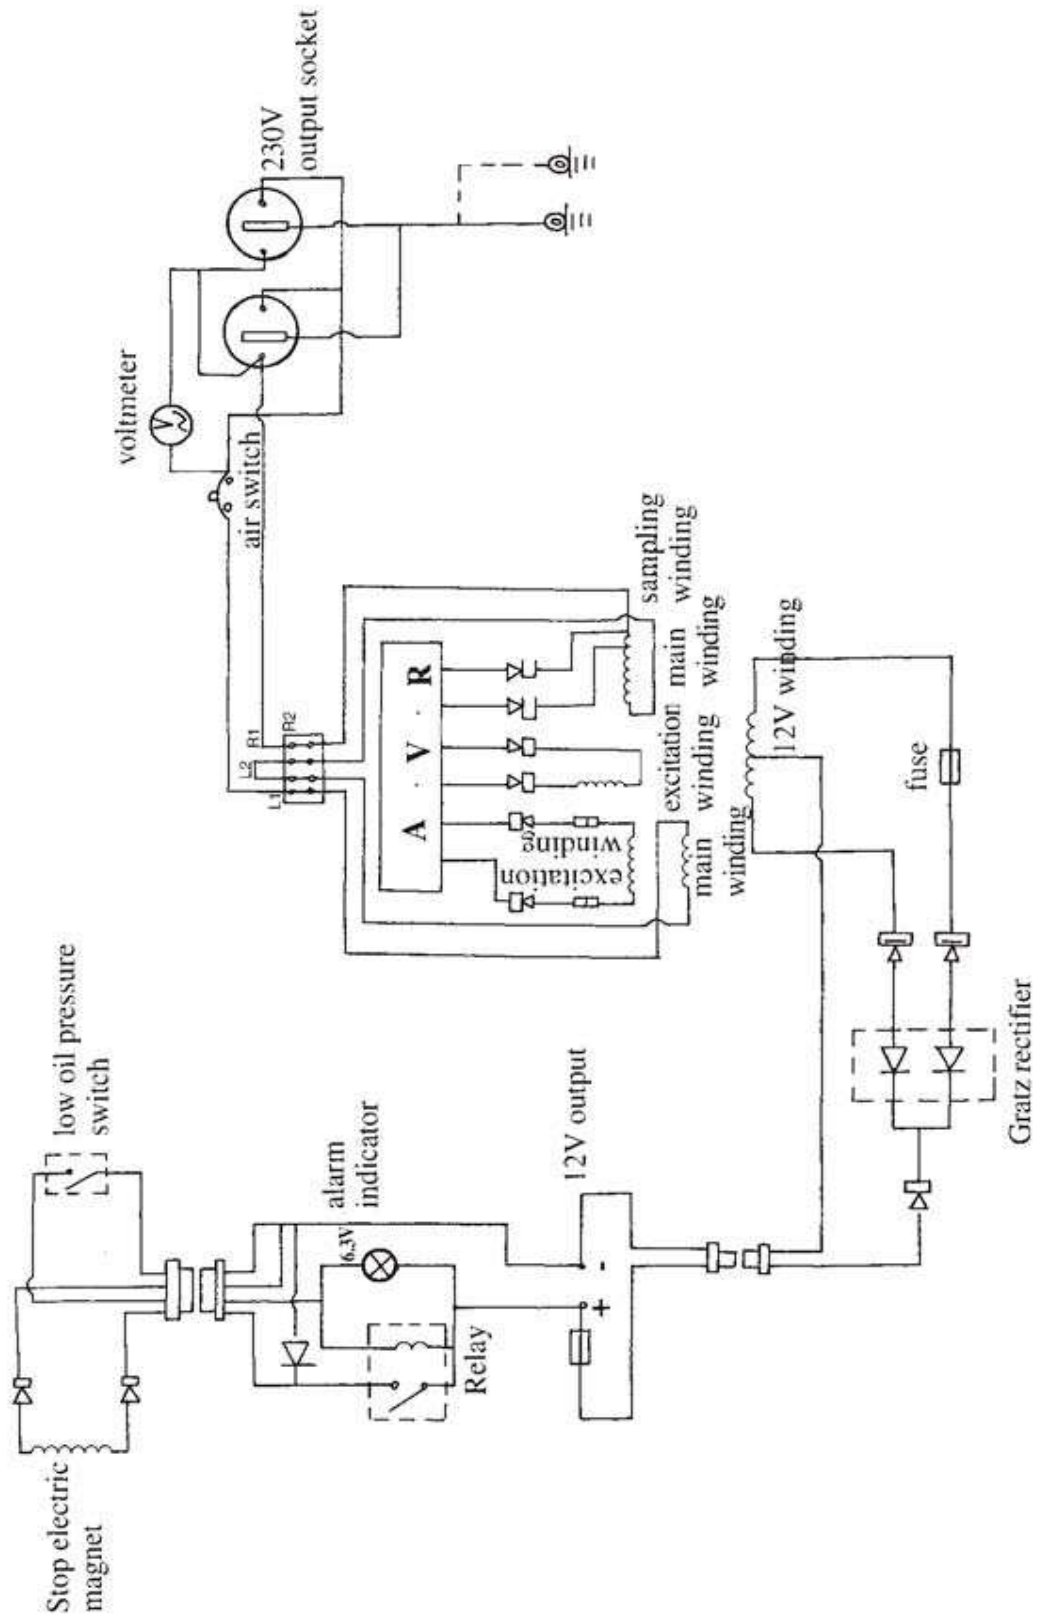 Stop electric
magnet
low oil pressure
switch
6.3V
alarm
indicator
Relay
12V output
+
-
Gratz rectifier
fuse
12V winding
main
winding
excitation
winding
main
winding
sampling
winding
excitation
winding
A . V . R
L1
L2
R1
R2
air switch
voltmeter
V
230V
output socket